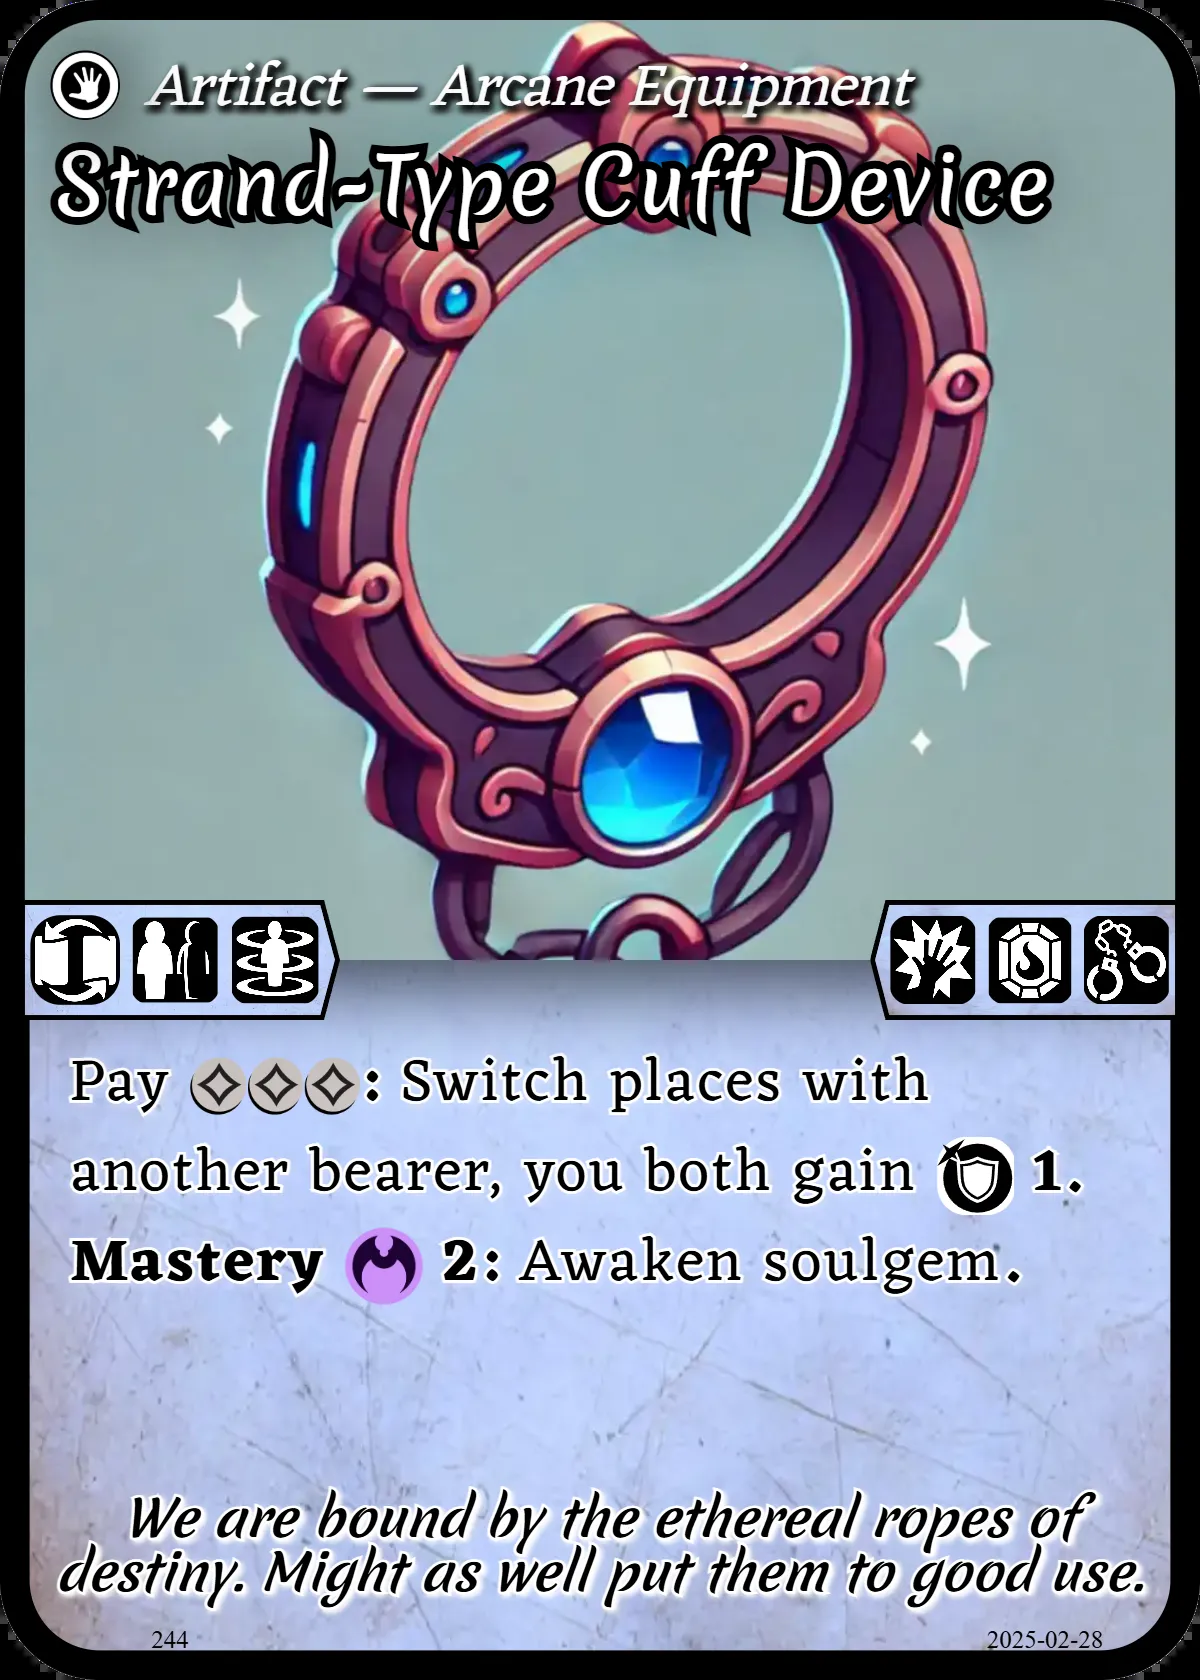 Artifact — Arcane Equipment
Strand-Type Cuff Device
Pay : Switch places with
another bearer, you both gain 1.
Mastery 2: Awaken soulgem.
We are bound by the ethereal ropes of
destiny. Might as well put them to good use.
244
2025-02-28